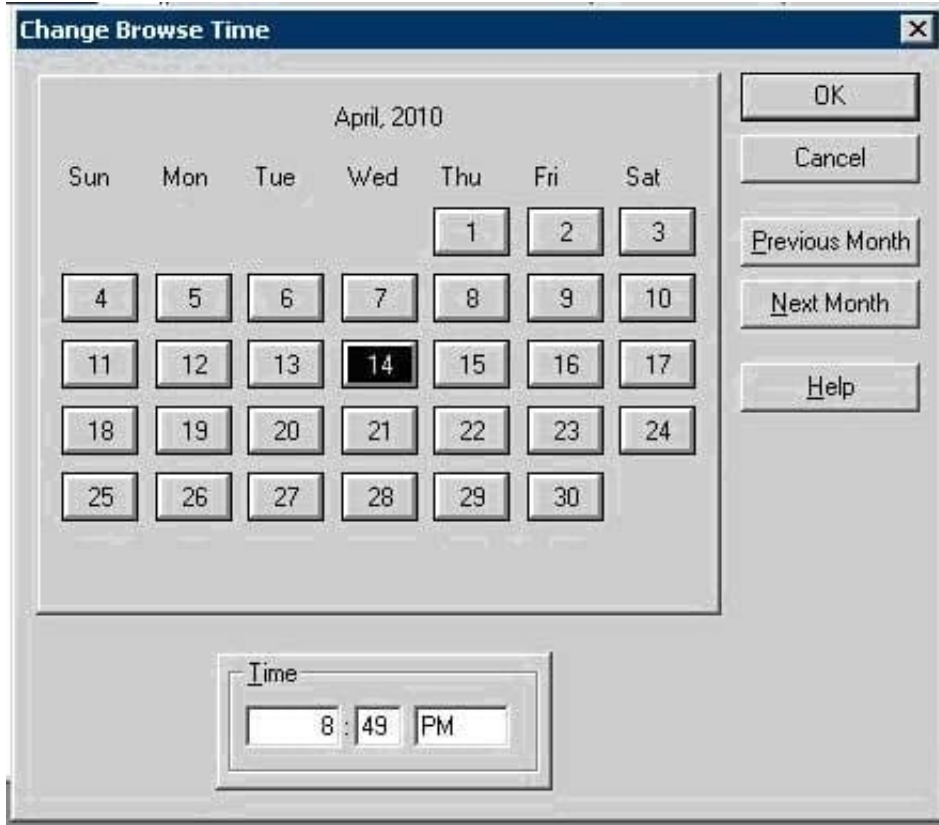 Change Browse Time
April, 2010
Sun Mon Tue Wed Thu Fri Sat
1 2 3
4 5 6 7 8 9 10
11 12 13 14 15 16 17
18 19 20 21 22 23 24
25 26 27 28 29 30
OK
Cancel
Previous Month
Next Month
Help
Time
8 : 49 PM